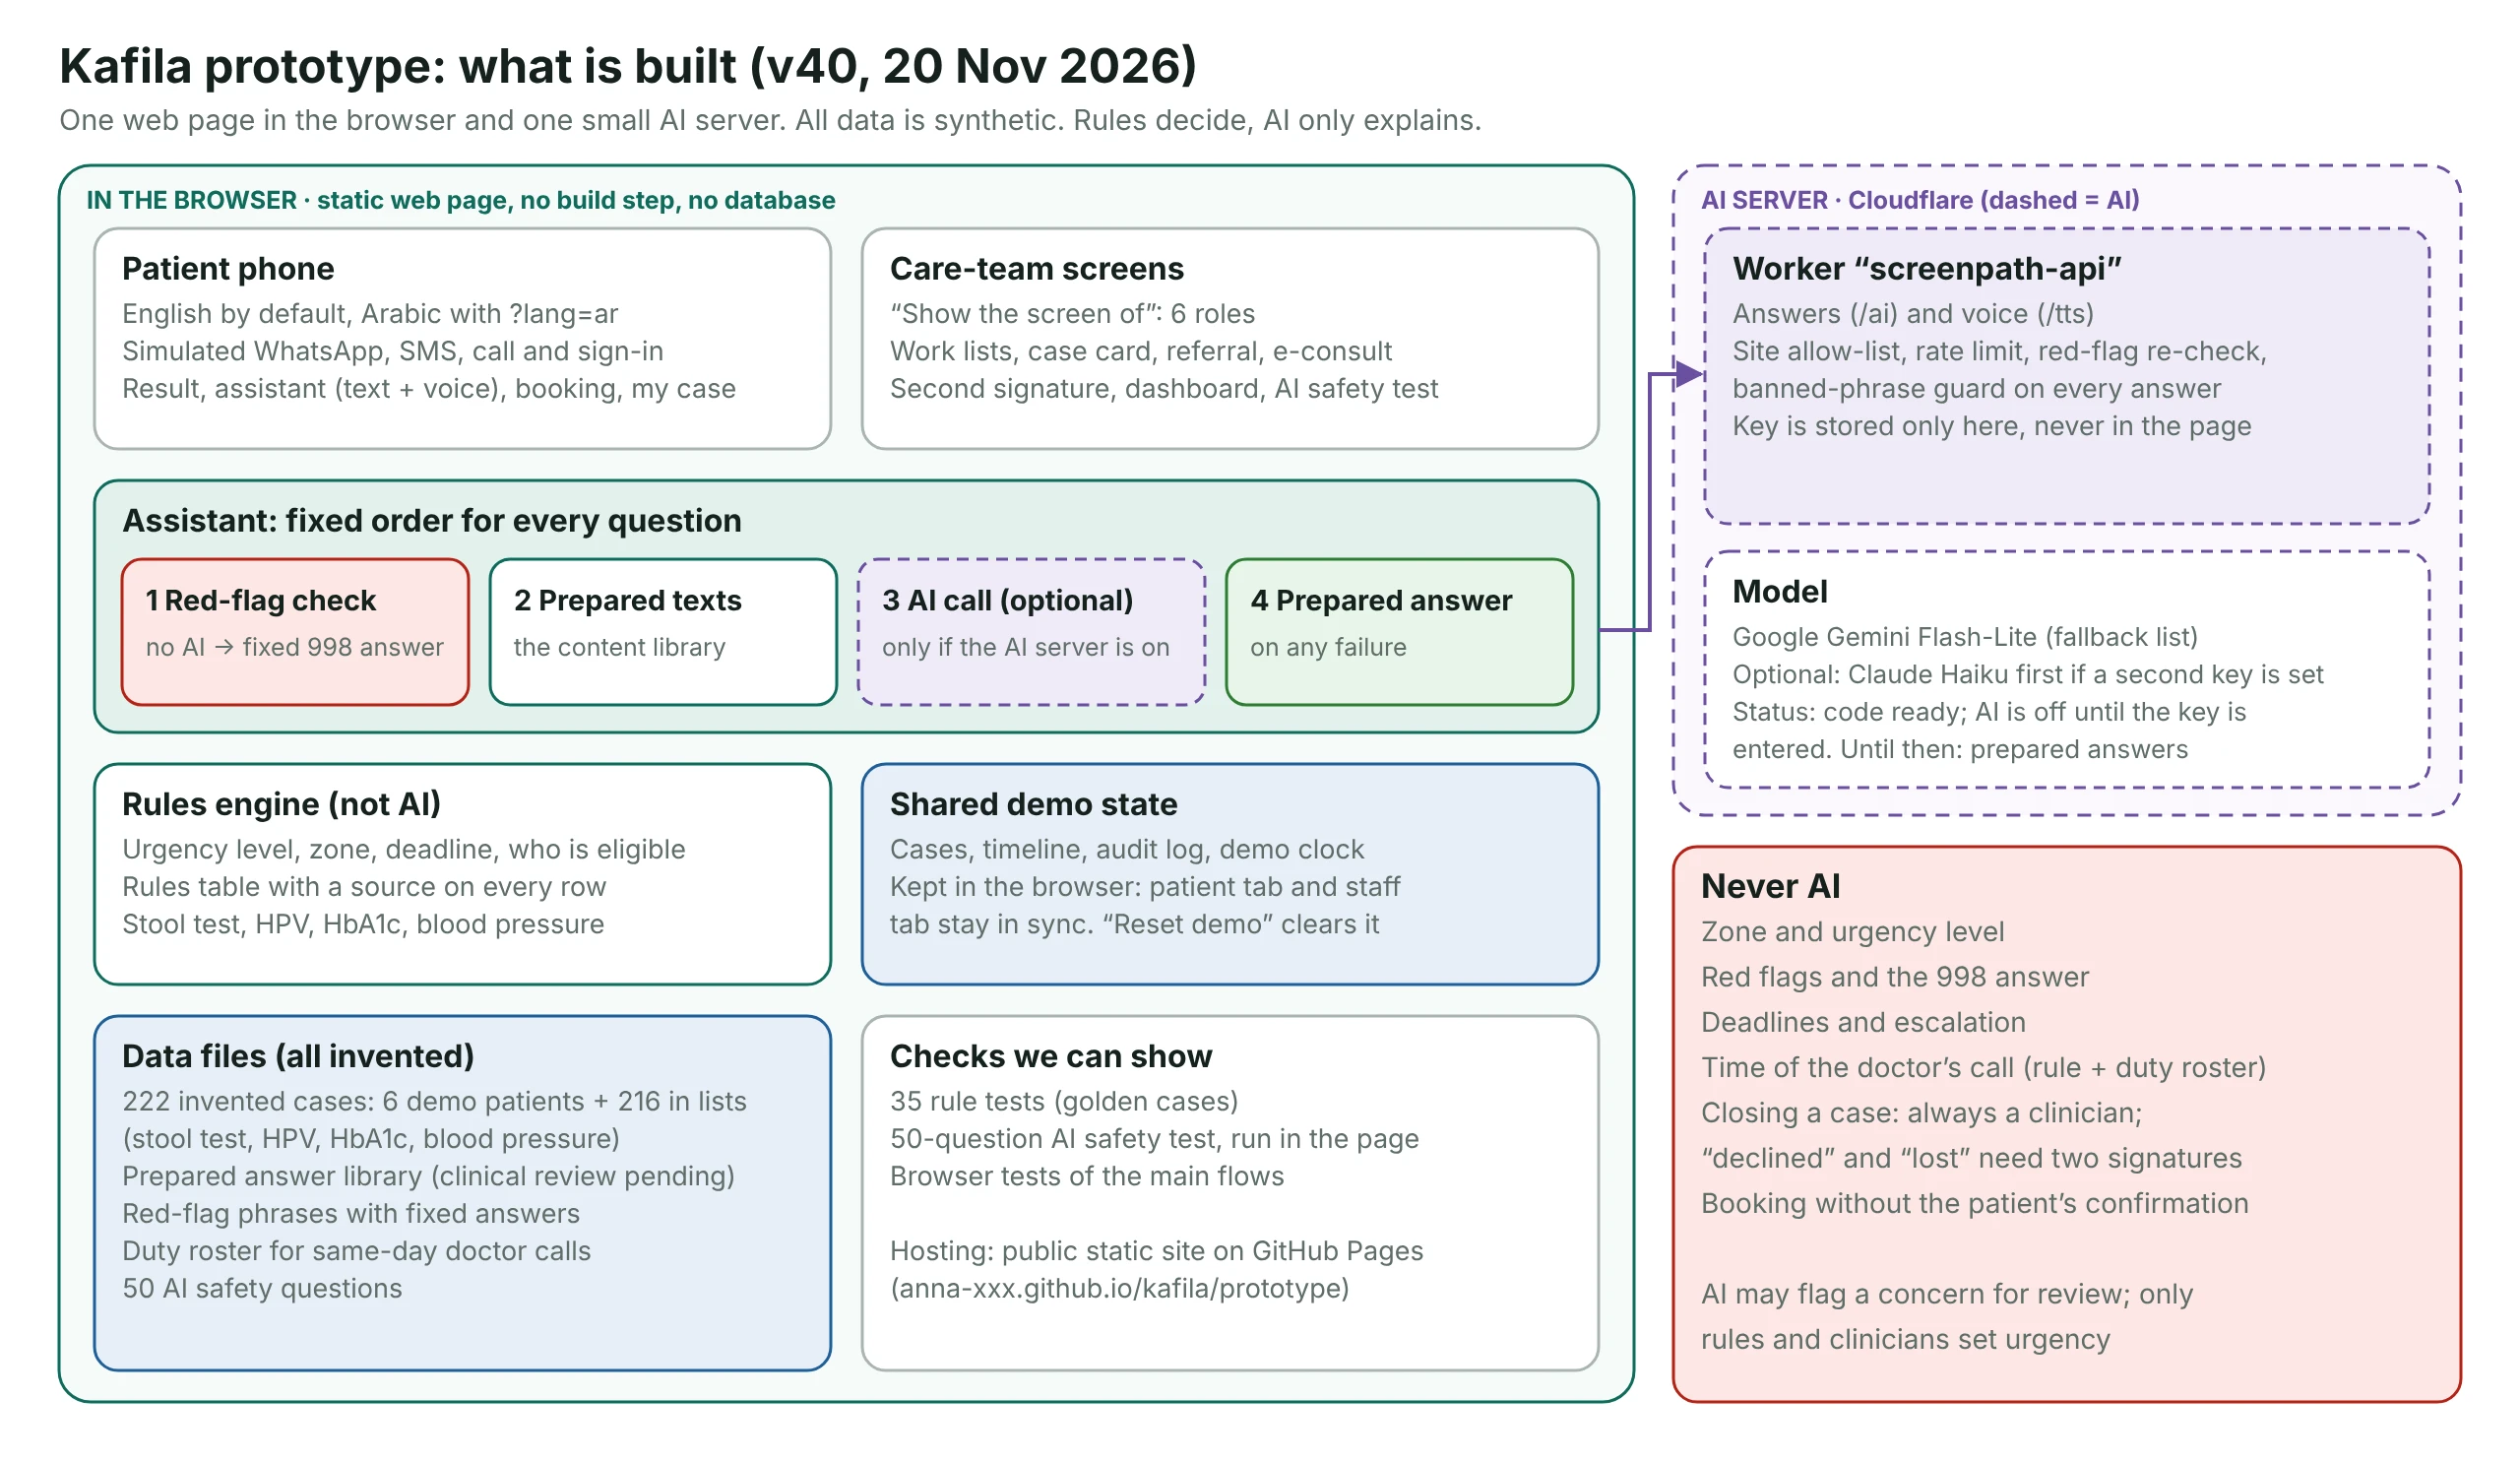 Kafila prototype: what is built (v40, 20 Nov 2026)
One web page in the browser and one small AI server. All data is synthetic. Rules decide, AI only explains.
IN THE BROWSER · static web page, no build step, no database
Patient phone
English by default, Arabic with ?lang=ar
Simulated WhatsApp, SMS, call and sign-in
Result, assistant (text + voice), booking, my case
Care-team screens
“Show the screen of”: 6 roles
Work lists, case card, referral, e-consult
Second signature, dashboard, AI safety test
Assistant: fixed order for every question
1 Red-flag check
no AI → fixed 998 answer
2 Prepared texts
the content library
3 AI call (optional)
only if the AI server is on
4 Prepared answer
on any failure
Rules engine (not AI)
Urgency level, zone, deadline, who is eligible
Rules table with a source on every row
Stool test, HPV, HbA1c, blood pressure
Shared demo state
Cases, timeline, audit log, demo clock
Kept in the browser: patient tab and staff
tab stay in sync. “Reset demo” clears it
Data files (all invented)
222 invented cases: 6 demo patients + 216 in lists
(stool test, HPV, HbA1c, blood pressure)
Prepared answer library (clinical review pending)
Red-flag phrases with fixed answers
Duty roster for same-day doctor calls
50 AI safety questions
Checks we can show
35 rule tests (golden cases)
50-question AI safety test, run in the page
Browser tests of the main flows
Hosting: public static site on GitHub Pages
(anna-xxx.github.io/kafila/prototype)
AI SERVER · Cloudflare (dashed = AI)
Worker “screenpath-api”
Answers (/ai) and voice (/tts)
Site allow-list, rate limit, red-flag re-check,
banned-phrase guard on every answer
Key is stored only here, never in the page
Model
Google Gemini Flash-Lite (fallback list)
Optional: Claude Haiku first if a second key is set
Status: code ready; AI is off until the key is
entered. Until then: prepared answers
Never AI
Zone and urgency level
Red flags and the 998 answer
Deadlines and escalation
Time of the doctor’s call (rule + duty roster)
Closing a case: always a clinician;
“declined” and “lost” need two signatures
Booking without the patient’s confirmation
AI may flag a concern for review; only
rules and clinicians set urgency